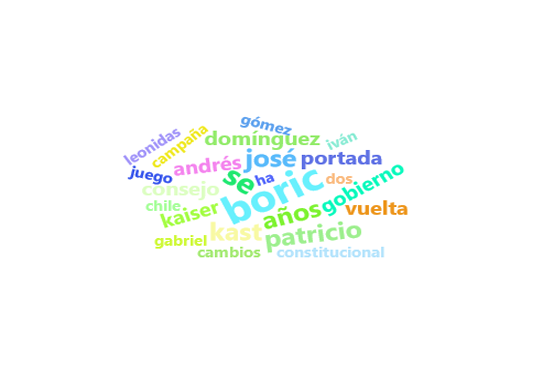 gómez
leonidas
campaña
domínguez
iván
juego
andrés
josé
portada
se
ha
consejo
boric
dos
gobierno
chile
kaiser
años
vuelta
gabriel
kast
patricio
cambios
constitucional